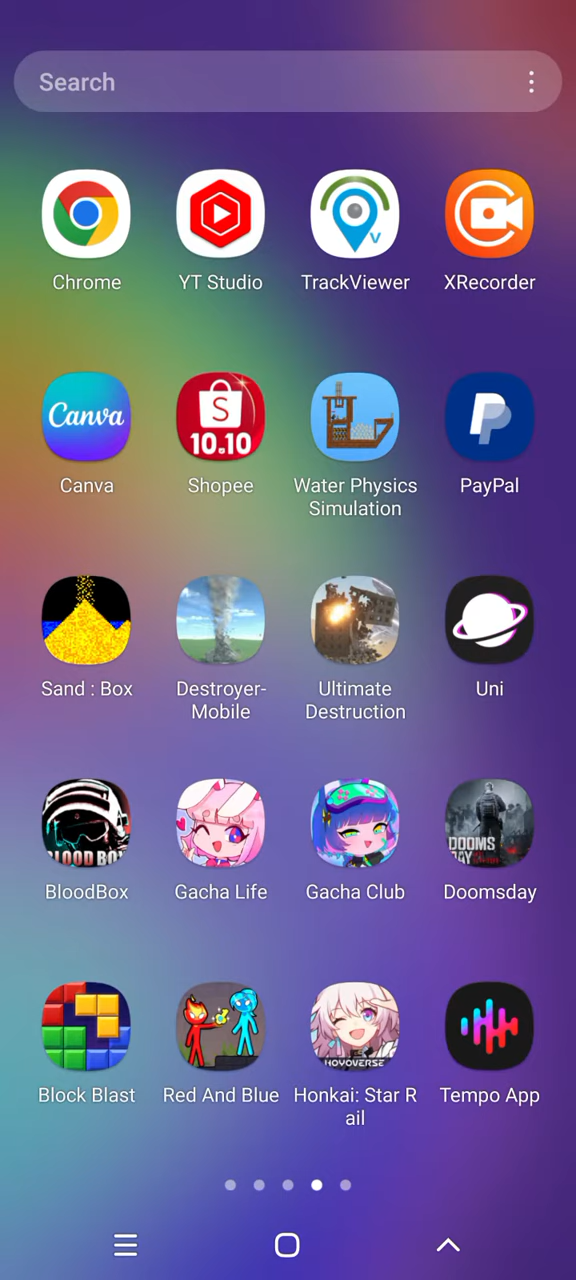 Search
Chrome
YT Studio
TrackViewer
XRecorder
Canva
S
10.10
Canva
Shopee
Water Physics
Simulation
PayPal
Sand : Box
Destroyer-
Mobile
Ultimate
Destruction
Uni
BLOOD BOX
DOOMS
DAY
BloodBox
Gacha Life
Gacha Club
Doomsday
HOYOVERSE
Block Blast
Red And Blue
Honkai: Star R
ail
Tempo App